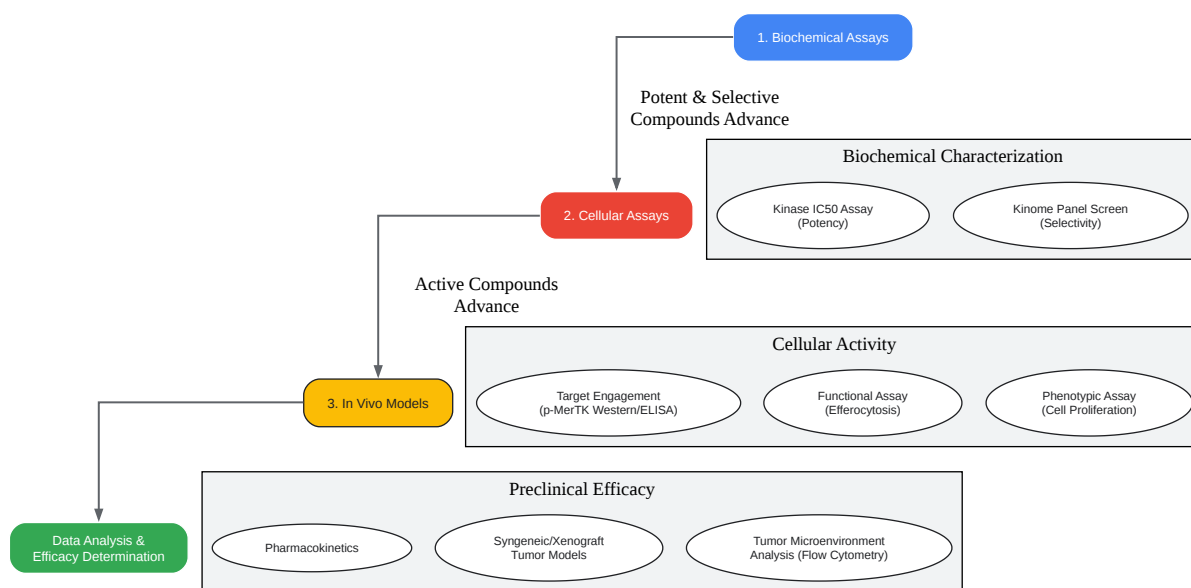 1. Biochemical Assays
Potent & Selective
Compounds Advance
Biochemical Characterization
Kinase IC50 Assay
(Potency)
Kinome Panel Screen
(Selectivity)
2. Cellular Assays
Active Compounds
Advance
Cellular Activity
Target Engagement
(p-MerTK Western/ELISA)
Functional Assay
(Efferocytosis)
Phenotypic Assay
(Cell Proliferation)
3. In Vivo Models
Preclinical Efficacy
Pharmacokinetics
Syngeneic/Xenograft
Tumor Models
Tumor Microenvironment
Analysis (Flow Cytometry)
Data Analysis &
Efficacy Determination